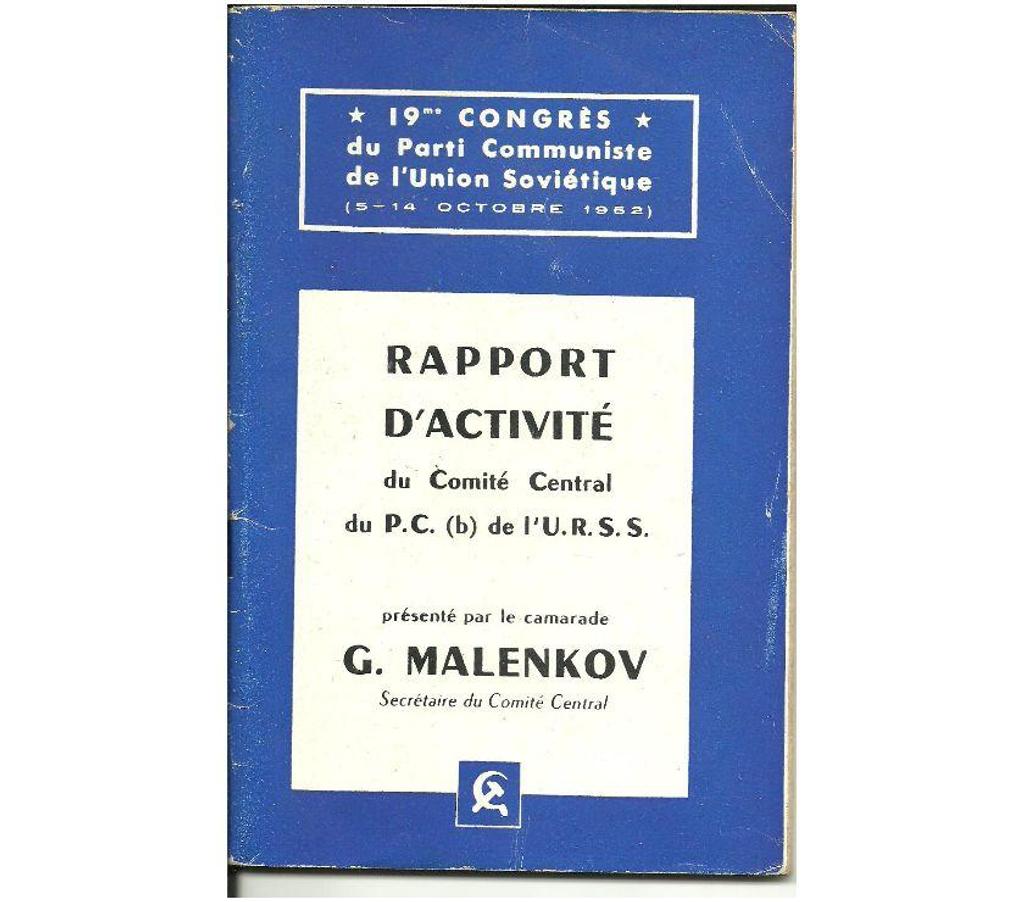 ★ 19me CONGRÈS ★
du Parti Communiste
de l'Union Soviétique
(5-14 OCTOBRE 1952)
RAPPORT
D'ACTIVITÉ
du Comité Central
du P.C. (b) de l'U.R.S.S.
présenté par le camarade
G. MALENKOV
Secrétaire du Comité Central